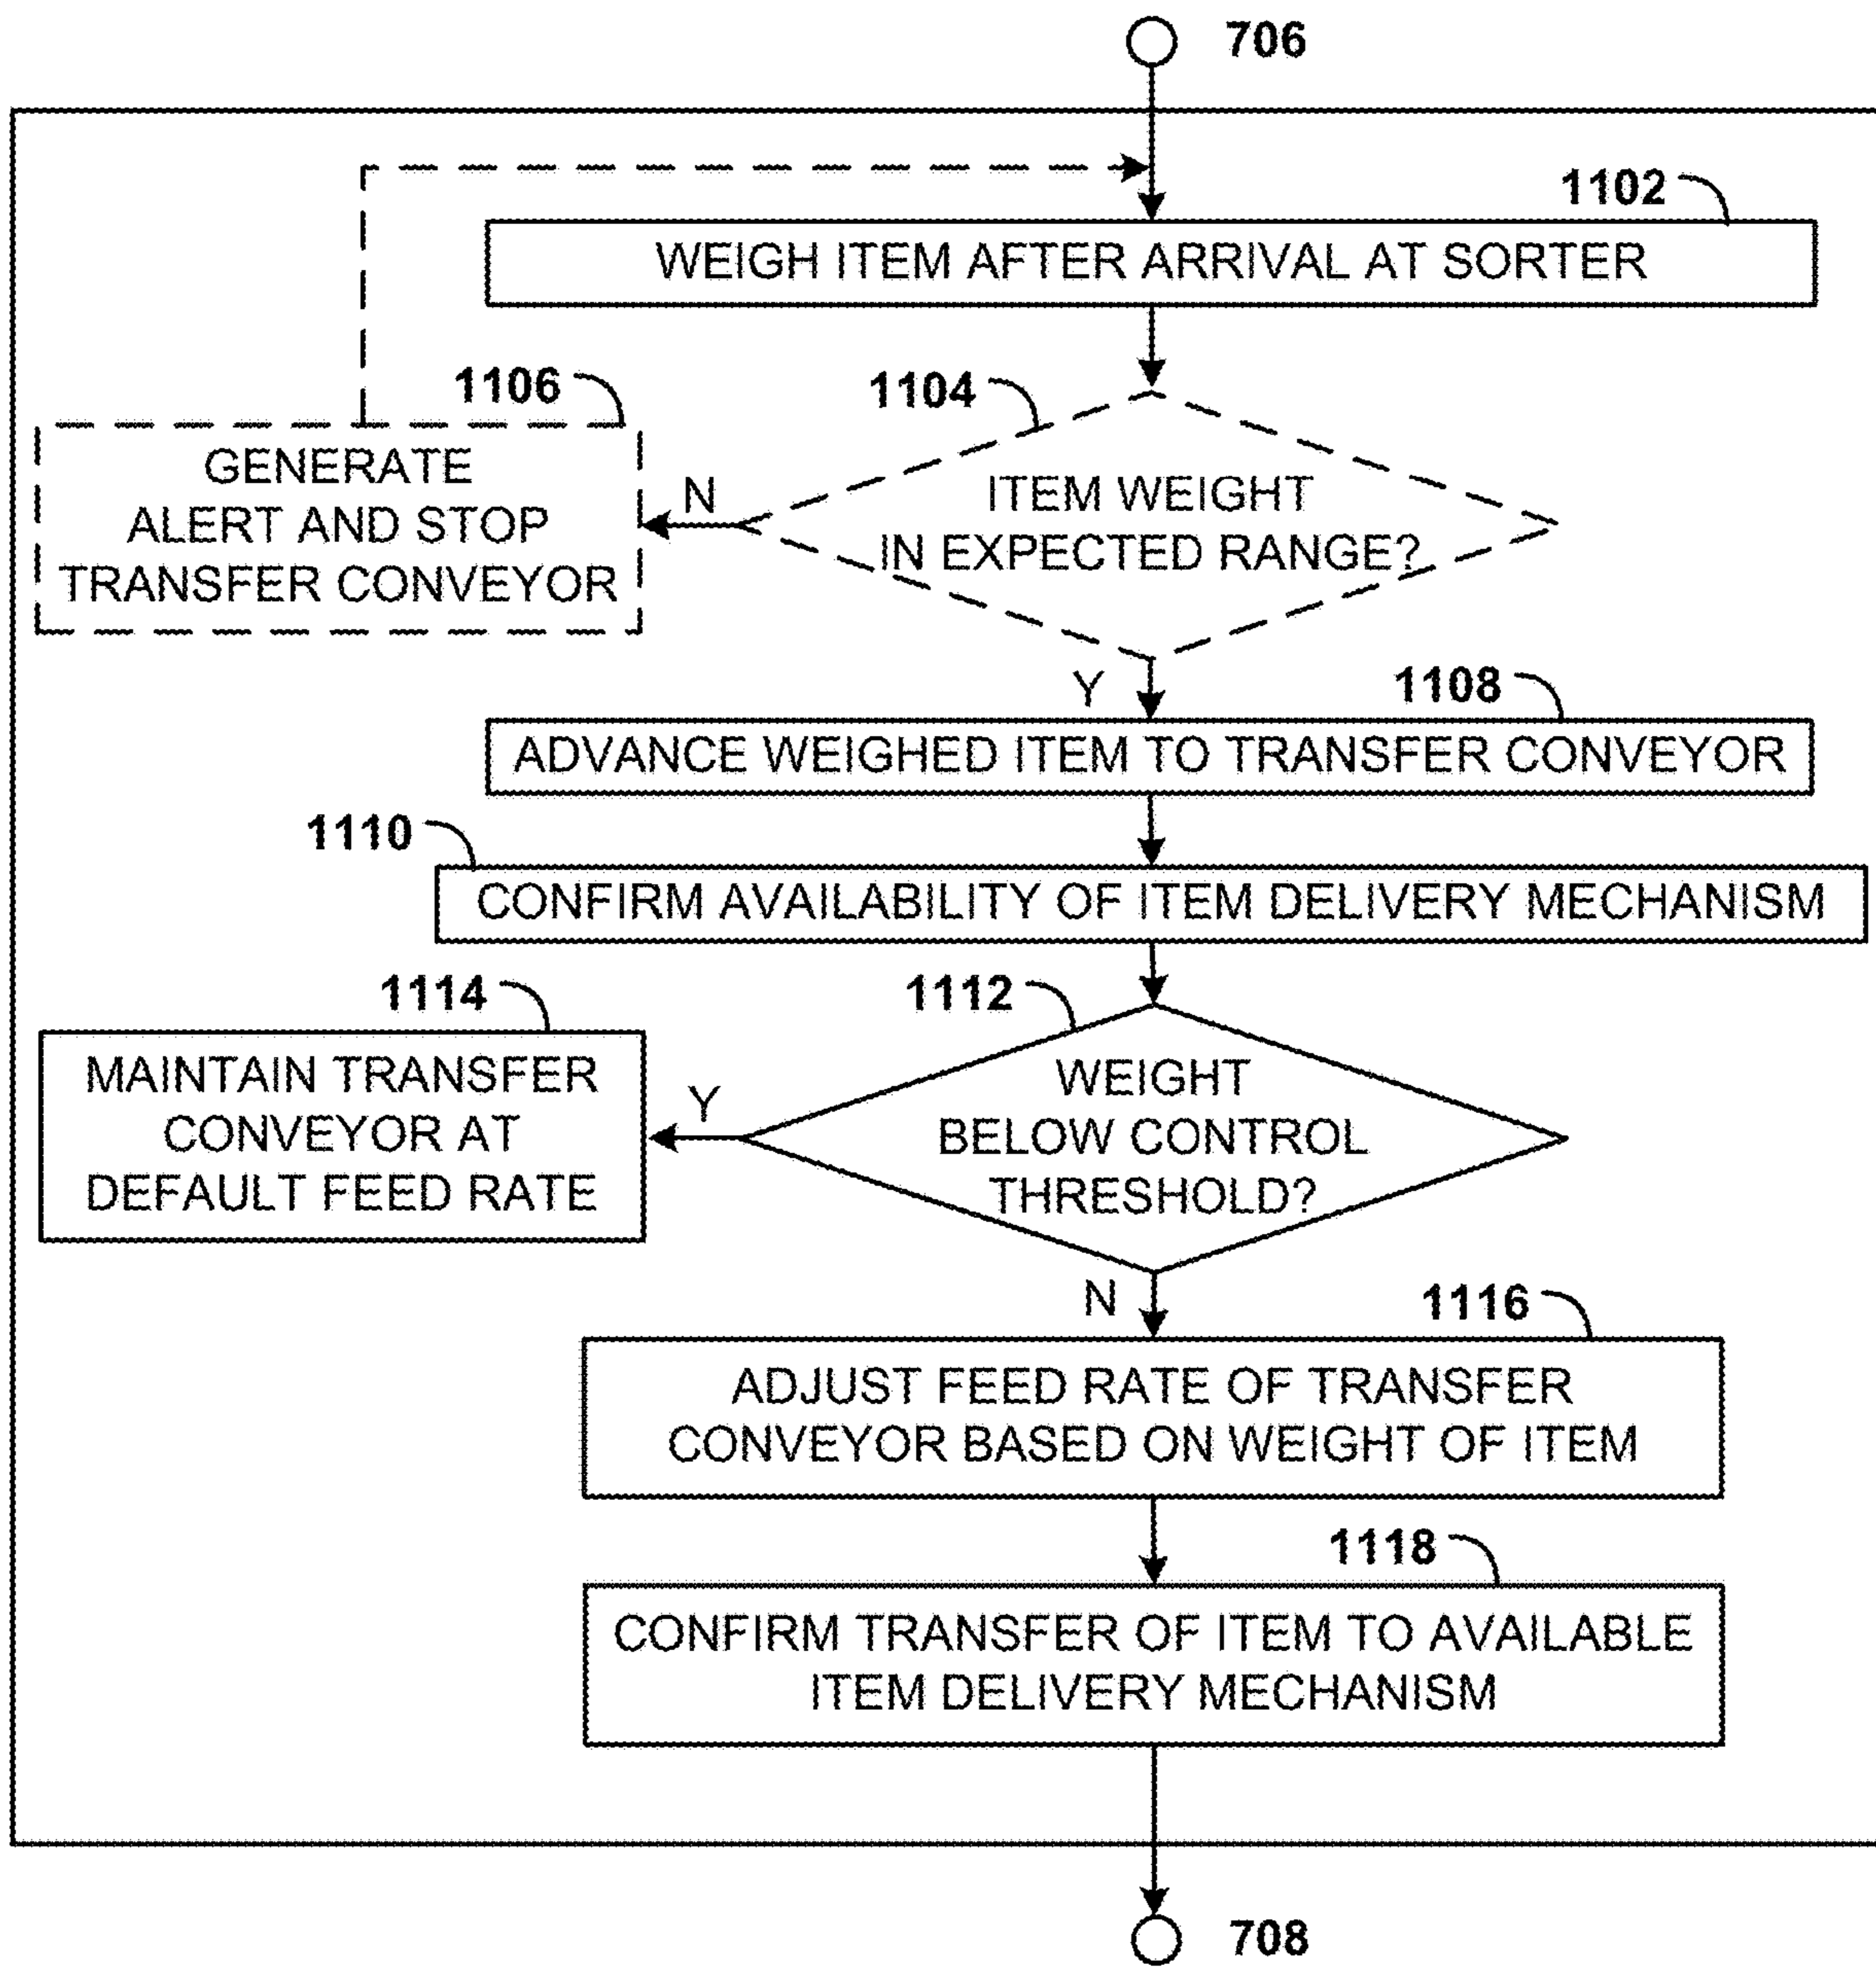 706
1102
WEIGH ITEM AFTER ARRIVAL AT SORTER
1106
1104
GENERATE
ALERT AND STOP
TRANSFER CONVEYOR
N
ITEM WEIGHT
IN EXPECTED RANGE?
Y
1108
ADVANCE WEIGHED ITEM TO TRANSFER CONVEYOR
1110
CONFIRM AVAILABILITY OF ITEM DELIVERY MECHANISM
1114
1112
MAINTAIN TRANSFER
CONVEYOR AT
DEFAULT FEED RATE
Y
WEIGHT
BELOW CONTROL
THRESHOLD?
N
1116
ADJUST FEED RATE OF TRANSFER
CONVEYOR BASED ON WEIGHT OF ITEM
1118
CONFIRM TRANSFER OF ITEM TO AVAILABLE
ITEM DELIVERY MECHANISM
708